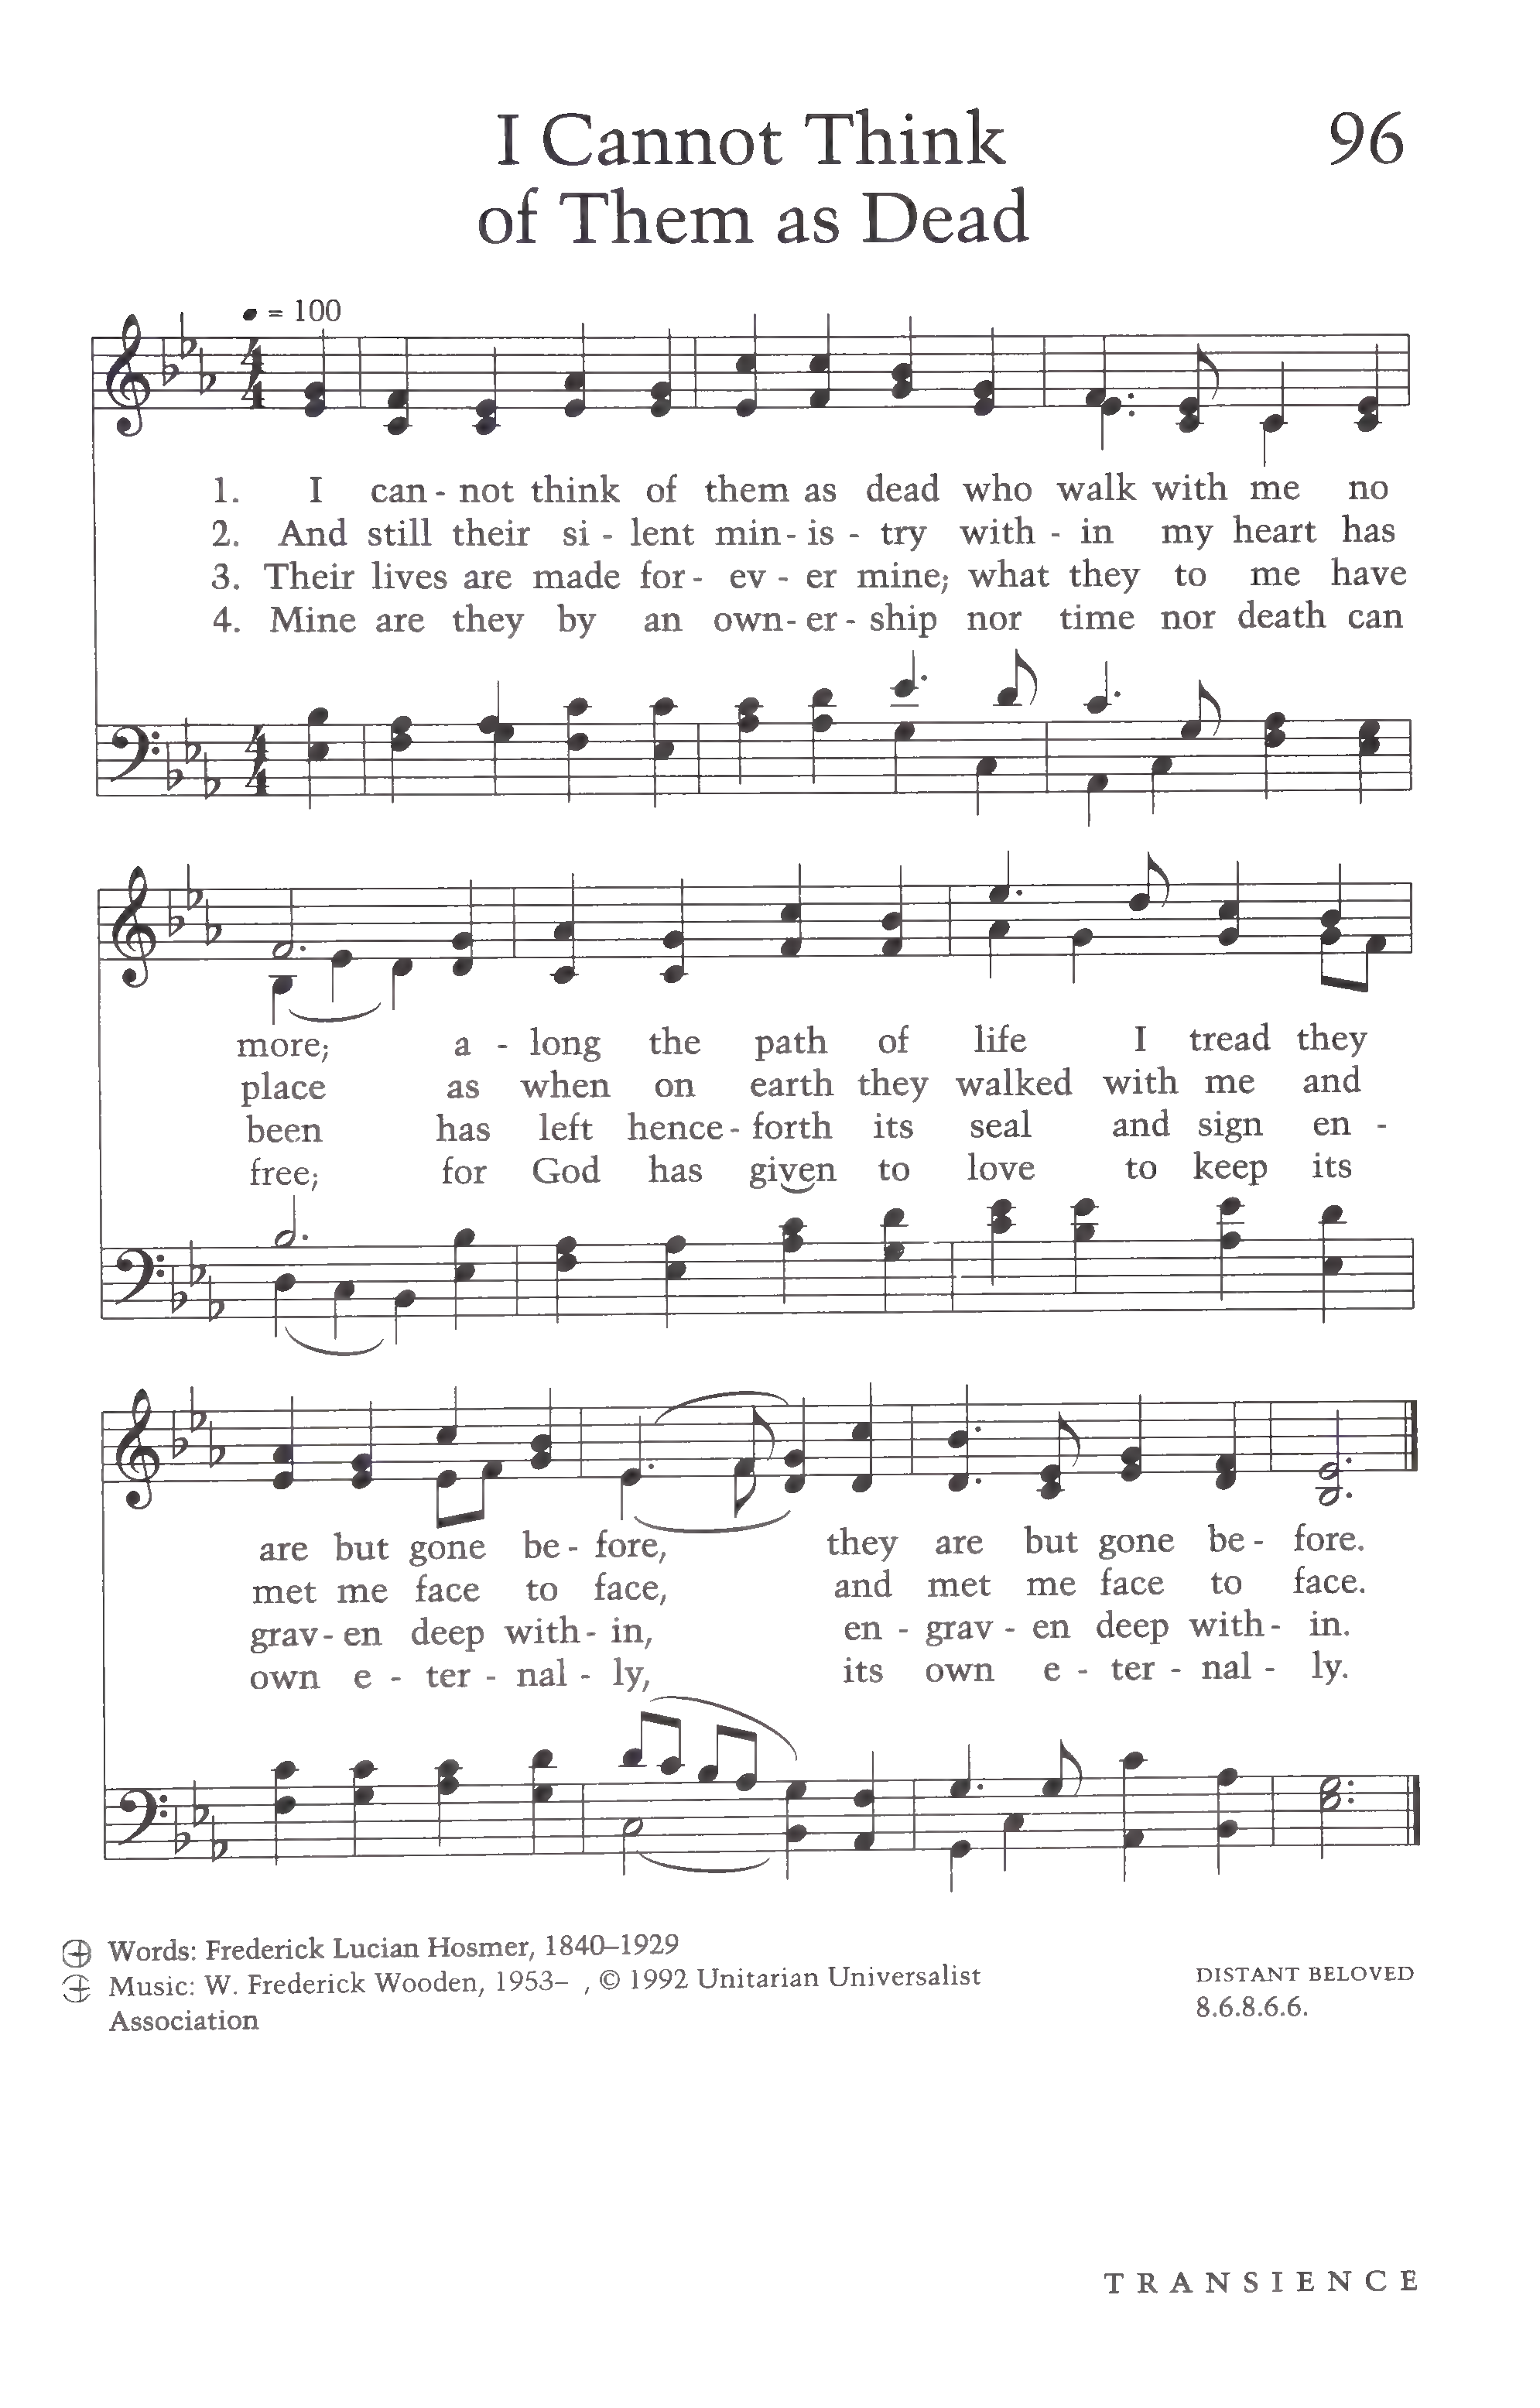 I Cannot Think
of Them as Dead
96
= 100
4/4
1. I can - not think of them as dead who walk with me no
2. And still their si - lent min - is - try with - in my heart has
3. Their lives are made for - ev - er mine; what they to me have
4. Mine are they by an own - er - ship nor time nor death can
4/4
more; a - long the path of life I tread they
place as when on earth they walked with me and
been has left hence - forth its seal and sign en -
free; for God has given to love to keep its
are but gone be - fore, they are but gone be - fore.
met me face to face, and met me face to face.
grav - en deep with - in, en - grav - en deep with - in.
own e - ter - nal - ly, its own e - ter - nal - ly.
Words: Frederick Lucian Hosmer, 1840–1929
Music: W. Frederick Wooden, 1953– , © 1992 Unitarian Universalist
Association
DISTANT BELOVED
8.6.8.6.6.
TRANSIENCE